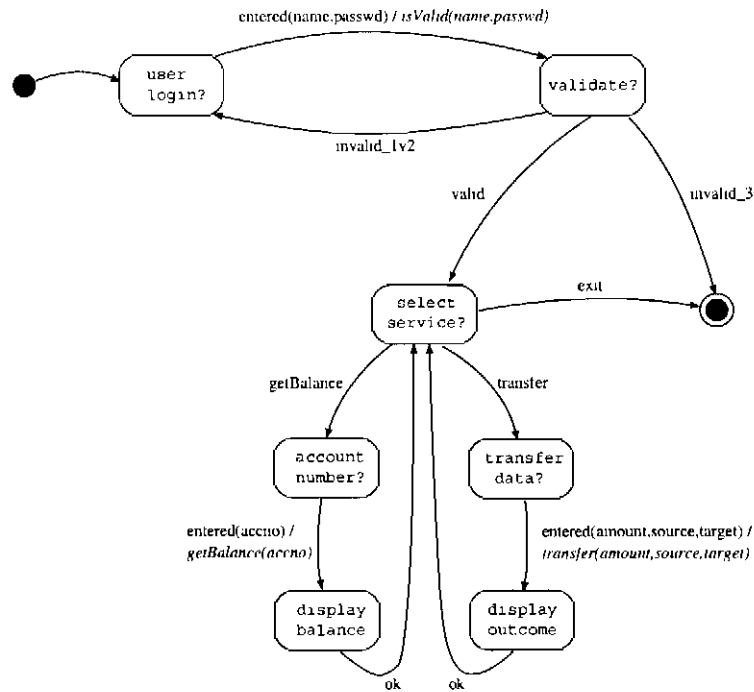 entered(name.passwd) / isValid(name.passwd)
user
login?
validate?
invalid_1v2
valid
invalid_3
select
service?
exit
getBalance
transfer
account
number?
transfer
data?
entered(accno) /
getBalance(accno)
entered(amount,source,target) /
transfer(amount,source,target)
display
balance
display
outcome
ok
ok